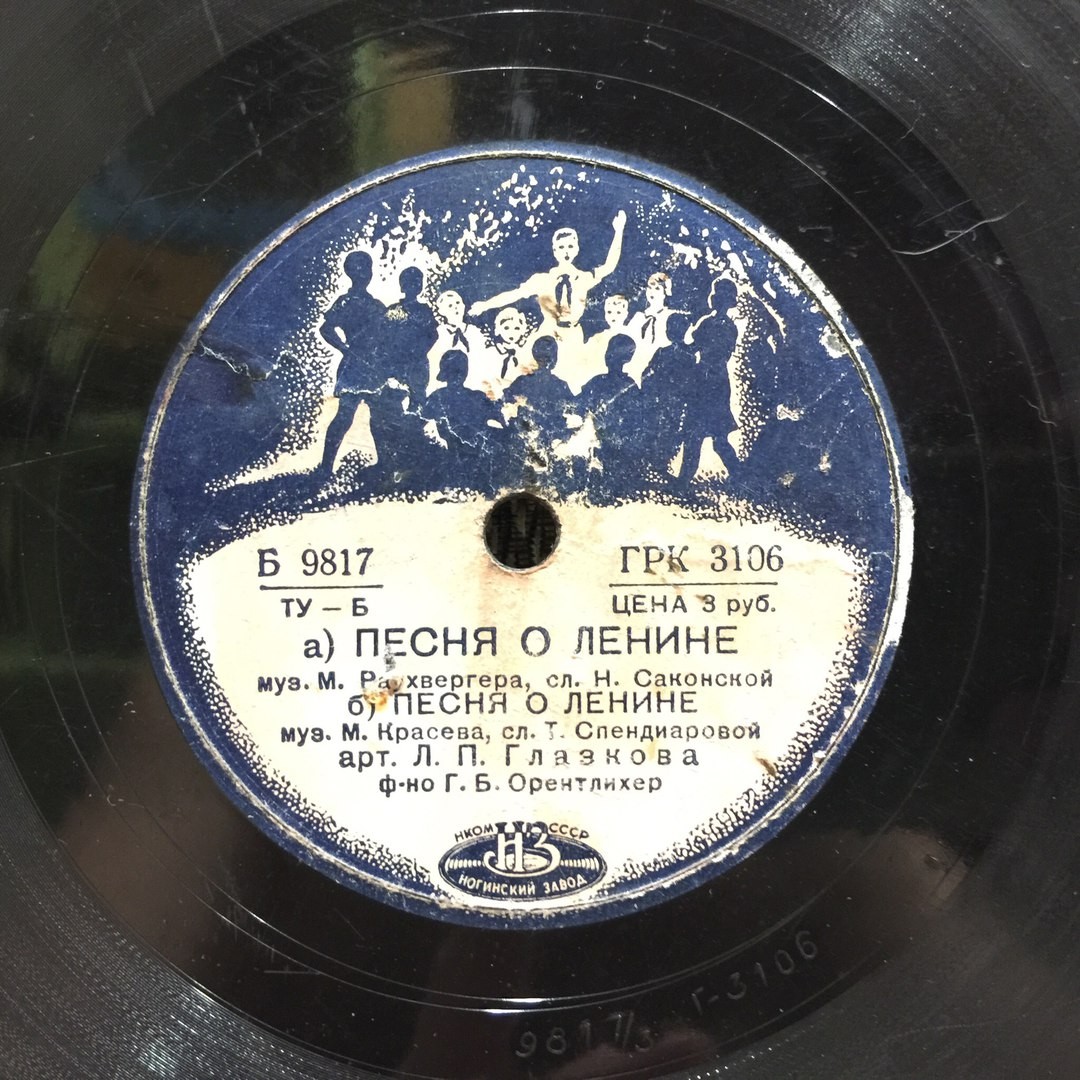 Б 9817
ГРК 3106
ТУ – Б
ЦЕНА 3 руб.
а) ПЕСНЯ О ЛЕНИНЕ
муз. М. Раухвергера, сл. Н. Саконской
б) ПЕСНЯ О ЛЕНИНЕ
муз. М. Красева, сл. Т. Спендиаровой
арт. Л. П. Глазкова
ф-но Г. Б. Орентлихер
НКОМ СССР
НЗ
НОГИНСКИЙ ЗАВОД
9817/3 Г-3106